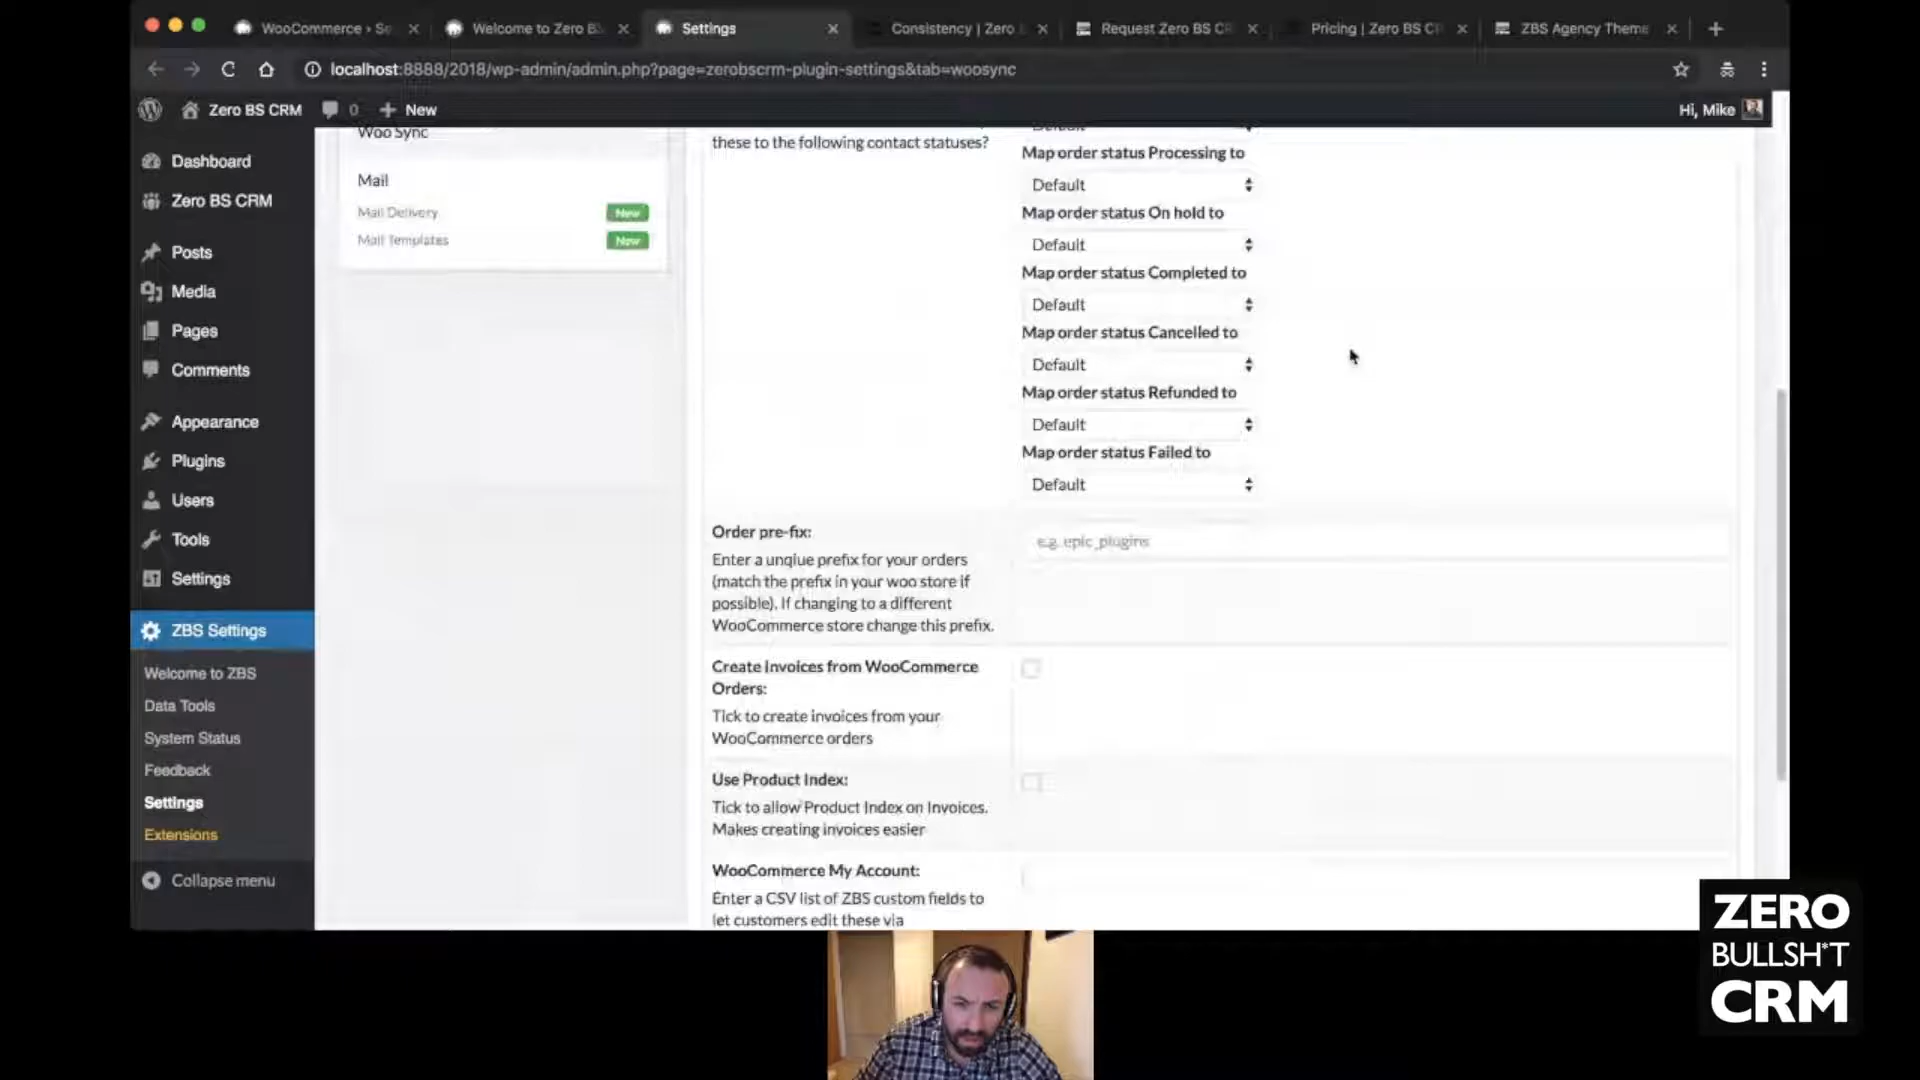 WooCommerce › Se
Welcome to Zero BS
Settings
Consistency | Zero
Request Zero BS CR
Pricing | Zero BS CR
ZBS Agency Theme
localhost:8888/2018/wp-admin/admin.php?page=zerobscrm-plugin-settings&tab=woosync
Zero BS CRM
0
New
Hi, Mike
Dashboard
Zero BS CRM
Posts
Media
Pages
Comments
Appearance
Plugins
Users
Tools
Settings
ZBS Settings
Welcome to ZBS
Data Tools
System Status
Feedback
Settings
Extensions
Collapse menu
Woo Sync
Mail
Mail Delivery New
Mail Templates New
these to the following contact statuses?
Default
Map order status Processing to
Default
Map order status On hold to
Default
Map order status Completed to
Default
Map order status Cancelled to
Default
Map order status Refunded to
Default
Map order status Failed to
Default
Order pre-fix:
Enter a unqiue prefix for your orders
(match the prefix in your woo store if
possible). If changing to a different
WooCommerce store change this prefix.
e.g. epic_plugins
Create Invoices from WooCommerce
Orders:
Tick to create invoices from your
WooCommerce orders
Use Product Index:
Tick to allow Product Index on Invoices.
Makes creating invoices easier
WooCommerce My Account:
Enter a CSV list of ZBS custom fields to
let customers edit these via
ZERO
BULLSH*T
CRM